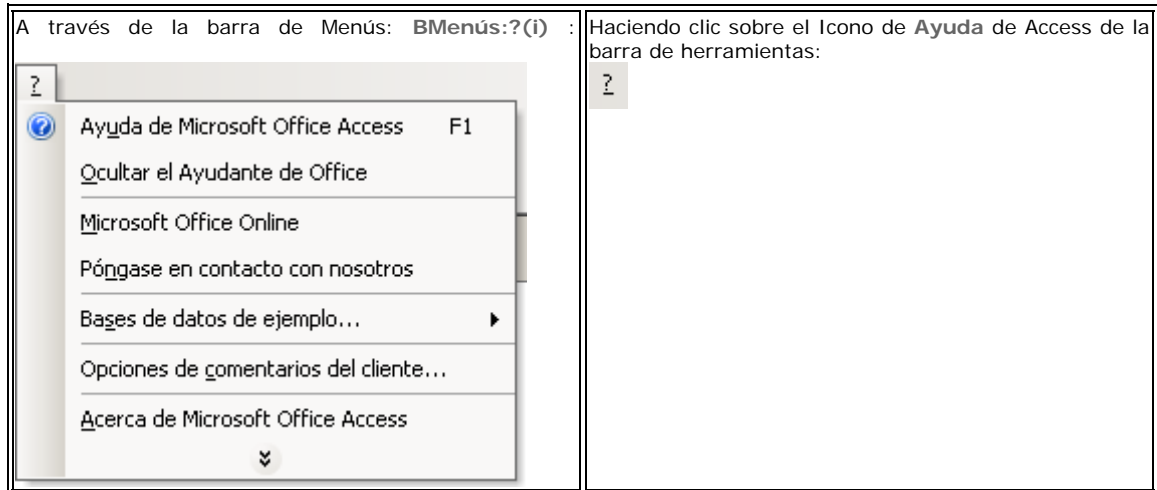 A través de la barra de Menús: BMenús:?(i) :
?
Ayuda de Microsoft Office Access F1
Ocultar el Ayudante de Office
Microsoft Office Online
Póngase en contacto con nosotros
Bases de datos de ejemplo...
Opciones de comentarios del cliente...
Acerca de Microsoft Office Access
Haciendo clic sobre el Icono de Ayuda de Access de la
barra de herramientas:
?